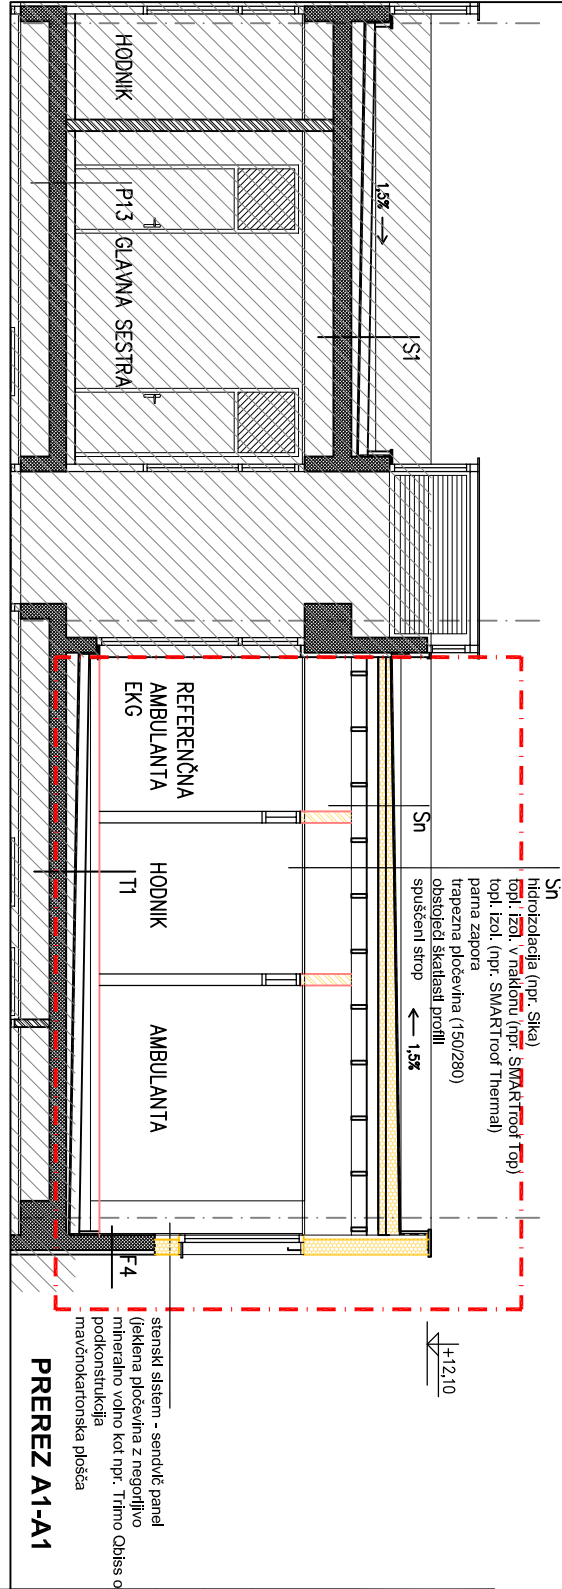 HODNIK
P13
GLAVNA SESTRA
1,5%
S1
REFERENČNA
AMBULANTA
EKG
HODNIK
AMBULANTA
T1
Sn
Sn
hidroizolacija (npr. Sika)
topl. izol. v naklonu (npr. SMARTroof Top)
topl. izol. (npr. SMARTroof Thermal)
parna zapora
trapezna pločevina (150/280)
obstoječi škatlasti profili
spuščeni strop
1,5%
F4
stenski sistem - sendvič panel
(jeklena pločevina z negorljivo
mineralno volno kot npr. Trimo Qbiss o
podkonstrukcija
mavčnokartonska plošča
+12,10
PREREZ A1-A1